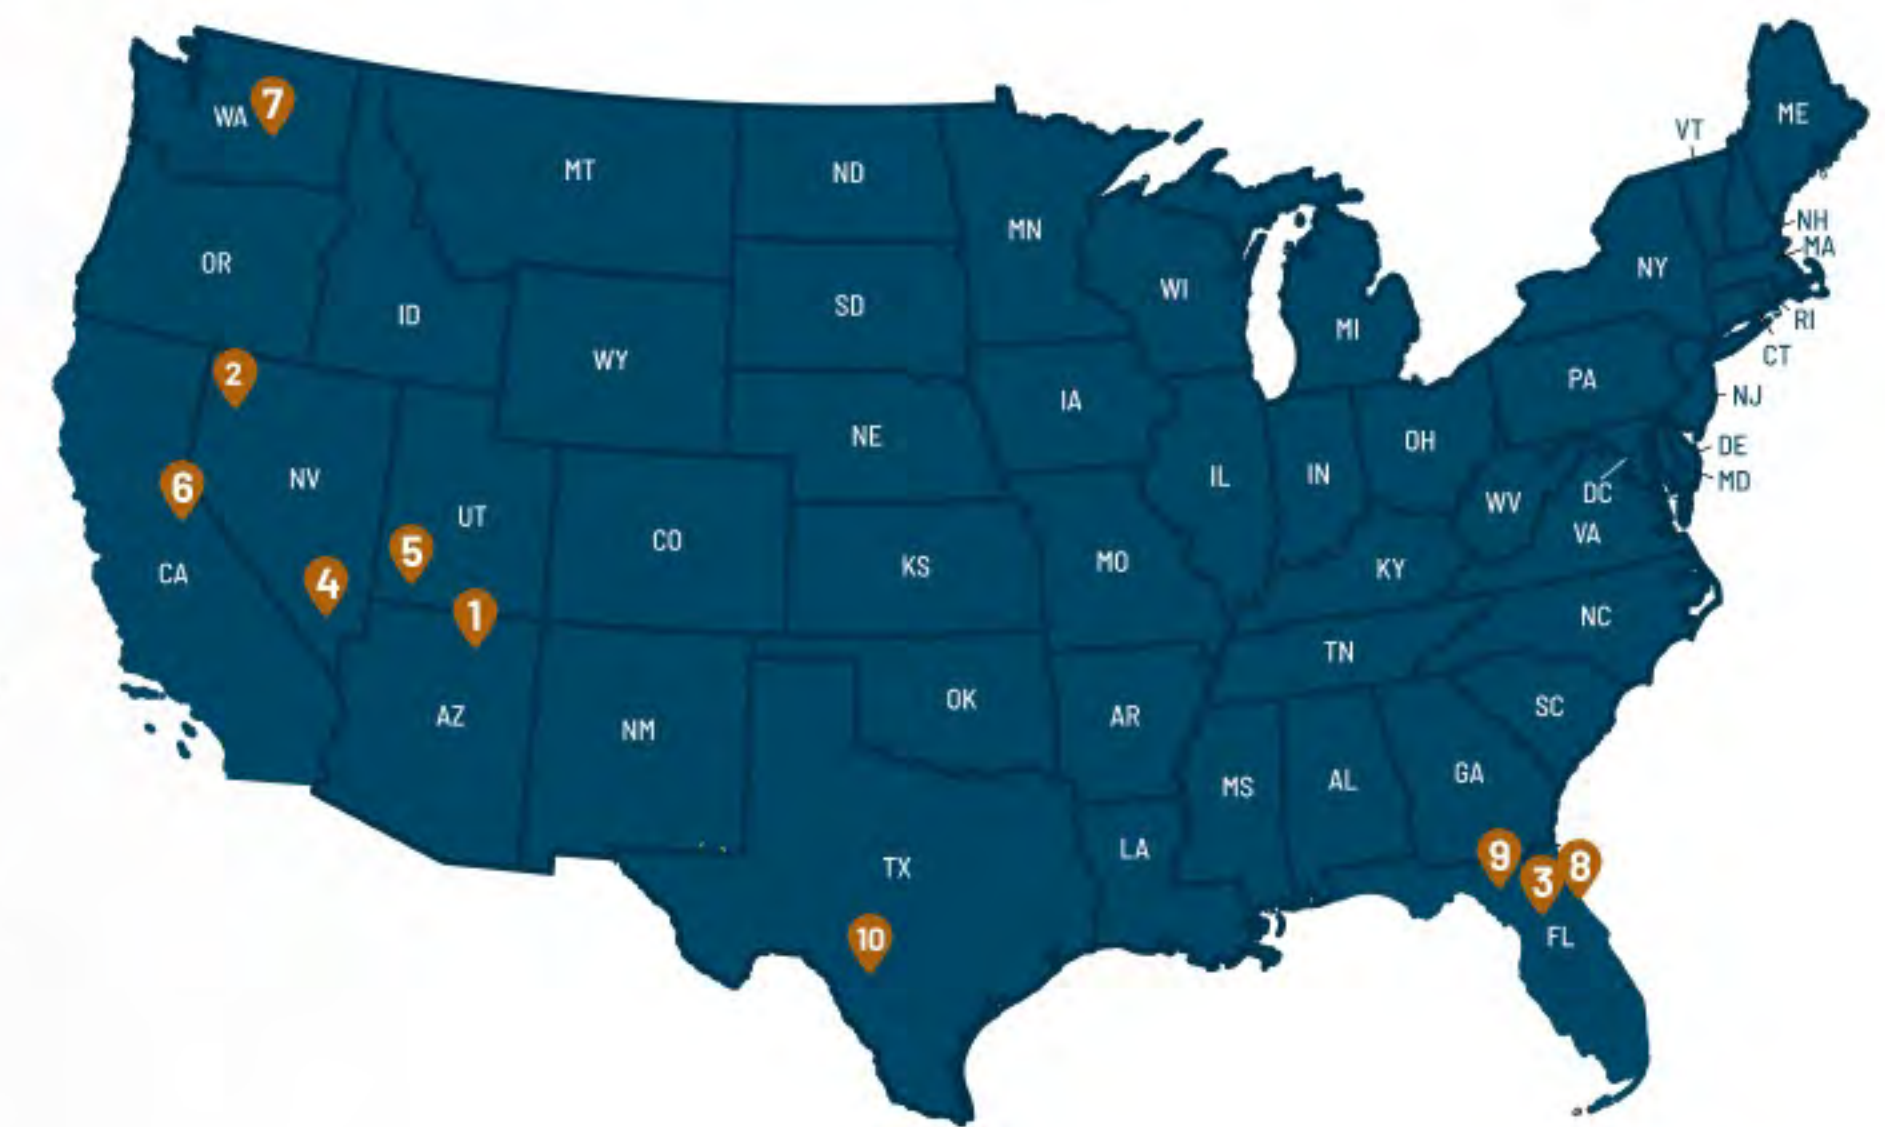 ME
WA
7
VT
MT
ND
NH
MN
MA
OR
NY
WI
SD
ID
RI
MI
CT
WY
2
PA
IA
NJ
NE
OH
DE
IL
IN
MD
NV
6
WV
DC
UT
VA
CO
5
MO
KS
KY
CA
4
1
NC
TN
OK
SC
AZ
AR
NM
GA
AL
MS
LA
9
8
TX
3
10
FL